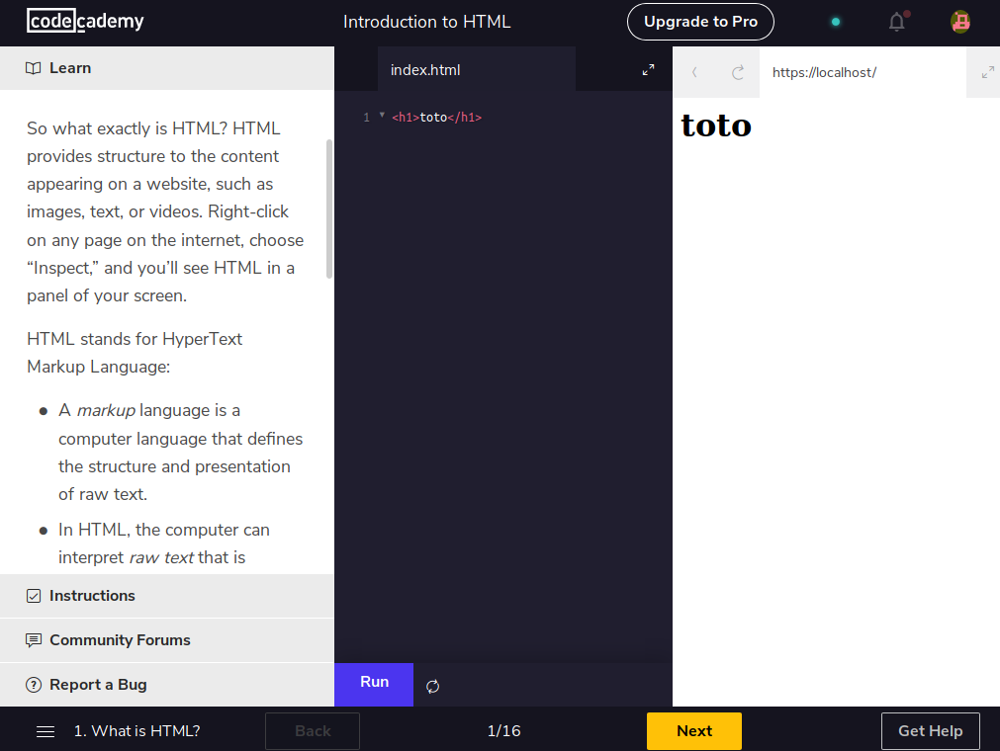 codecademy
Introduction to HTML
Upgrade to Pro
Learn
So what exactly is HTML? HTML
provides structure to the content
appearing on a website, such as
images, text, or videos. Right-click
on any page on the internet, choose
“Inspect,” and you’ll see HTML in a
panel of your screen.
HTML stands for HyperText
Markup Language:
● A markup language is a
computer language that defines
the structure and presentation
of raw text.
● In HTML, the computer can
interpret raw text that is
Instructions
Community Forums
Report a Bug
index.html
1 <h1>toto</h1>
Run
https://localhost/
toto
1. What is HTML?
Back
1/16
Next
Get Help